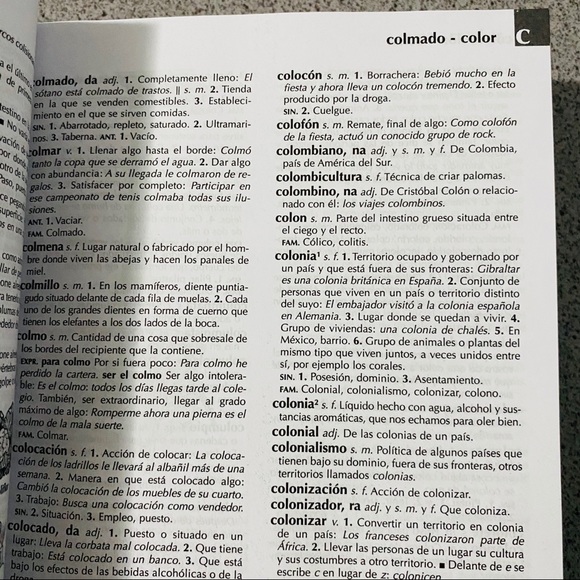 colmado - color
C
colmado, da adj. 1. Completamente lleno: El
sótano está colmado de trastos. || s. m. 2. Tienda
en la que se venden comestibles. 3. Estableci-
miento en el que se sirven comidas.
SIN. 1. Abarrotado, repleto, saturado. 2. Ultramari-
nos. 3. Taberna. ANT. 1. Vacío.
colmar v. 1. Llenar algo hasta el borde: Colmó
tanto la copa que se derramó el agua. 2. Dar algo
con abundancia: A su llegada le colmaron de re-
galos. 3. Satisfacer por completo: Participar en
ese campeonato de tenis colmaba todas sus ilu-
siones.
ANT. 1. Vaciar.
FAM. Colmado.
colmena s. f. Lugar natural o fabricado por el hom-
bre donde viven las abejas y hacen los panales de
miel.
colmillo s. m. 1. En los mamíferos, diente puntia-
gudo situado delante de cada fila de muelas. 2. Cada
uno de los grandes dientes en forma de cuerno que
tienen los elefantes a los dos lados de la boca.
colmo s. m. Cantidad de una cosa que sobresale de
los bordes del recipiente que la contiene.
EXPR. para colmo Por si fuera poco: Para colmo he
perdido la cartera. ser el colmo Ser algo intolera-
ble: Es el colmo: todos los días llegas tarde al cole-
gio. También, ser extraordinario, llegar al grado
máximo de algo: Romperme ahora una pierna es el
colmo de la mala suerte.
FAM. Colmar.
colocación s. f. 1. Acción de colocar: La coloca-
ción de los ladrillos le llevará al albañil más de una
semana. 2. Manera en que está colocado algo:
Cambió la colocación de los muebles de su cuarto.
3. Trabajo: Busca una colocación como vendedor.
SIN. 2. Situación. 3. Empleo, puesto.
colocado, da adj. 1. Puesto o situado en un
lugar: Lleva la corbata mal colocada. 2. Que tiene
trabajo: Está colocado en un banco. 3. Que está
bajo los efectos de las bebidas alcohólicas o de la
colocón s. m. 1. Borrachera: Bebió mucho en la
fiesta y ahora lleva un colocón tremendo. 2. Efecto
producido por la droga.
SIN. 2. Cuelgue.
colofón s. m. Remate, final de algo: Como colofón
de la fiesta, actuó un conocido grupo de rock.
colombiano, na adj. y s. m. y f. De Colombia,
país de América del Sur.
colombicultura s. f. Técnica de criar palomas.
colombino, na adj. De Cristóbal Colón o relacio-
nado con él: los viajes colombinos.
colon s. m. Parte del intestino grueso situada entre
el ciego y el recto.
FAM. Cólico, colitis.
colonia¹ s. f. 1. Territorio ocupado y gobernado por
un país y que está fuera de sus fronteras: Gibraltar
es una colonia británica en España. 2. Conjunto de
personas que viven en un país o territorio distinto
del suyo: El embajador visitó a la colonia española
en Alemania. 3. Lugar donde se quedan a vivir. 4.
Grupo de viviendas: una colonia de chalés. 5. En
México, barrio. 6. Grupo de animales o plantas del
mismo tipo que viven juntos, a veces unidos entre
sí, por ejemplo los corales.
SIN. 1. Posesión, dominio. 3. Asentamiento.
FAM. Colonial, colonialismo, colonizar, colono.
colonia² s. f. Líquido hecho con agua, alcohol y sus-
tancias aromáticas, que nos echamos para oler bien.
colonial adj. De las colonias de un país.
colonialismo s. m. Política de algunos países que
tienen bajo su dominio, fuera de sus fronteras, otros
territorios llamados colonias.
colonización s. f. Acción de colonizar.
colonizador, ra adj. y s. m. y f. Que coloniza.
colonizar v. 1. Convertir un territorio en colonia
de otro país: Los franceses colonizaron parte de
África. 2. Llevar las personas de un lugar su cultura
y sus costumbres a otro territorio. ■ Delante de e se
escribe c en lugar de z: colonicen.